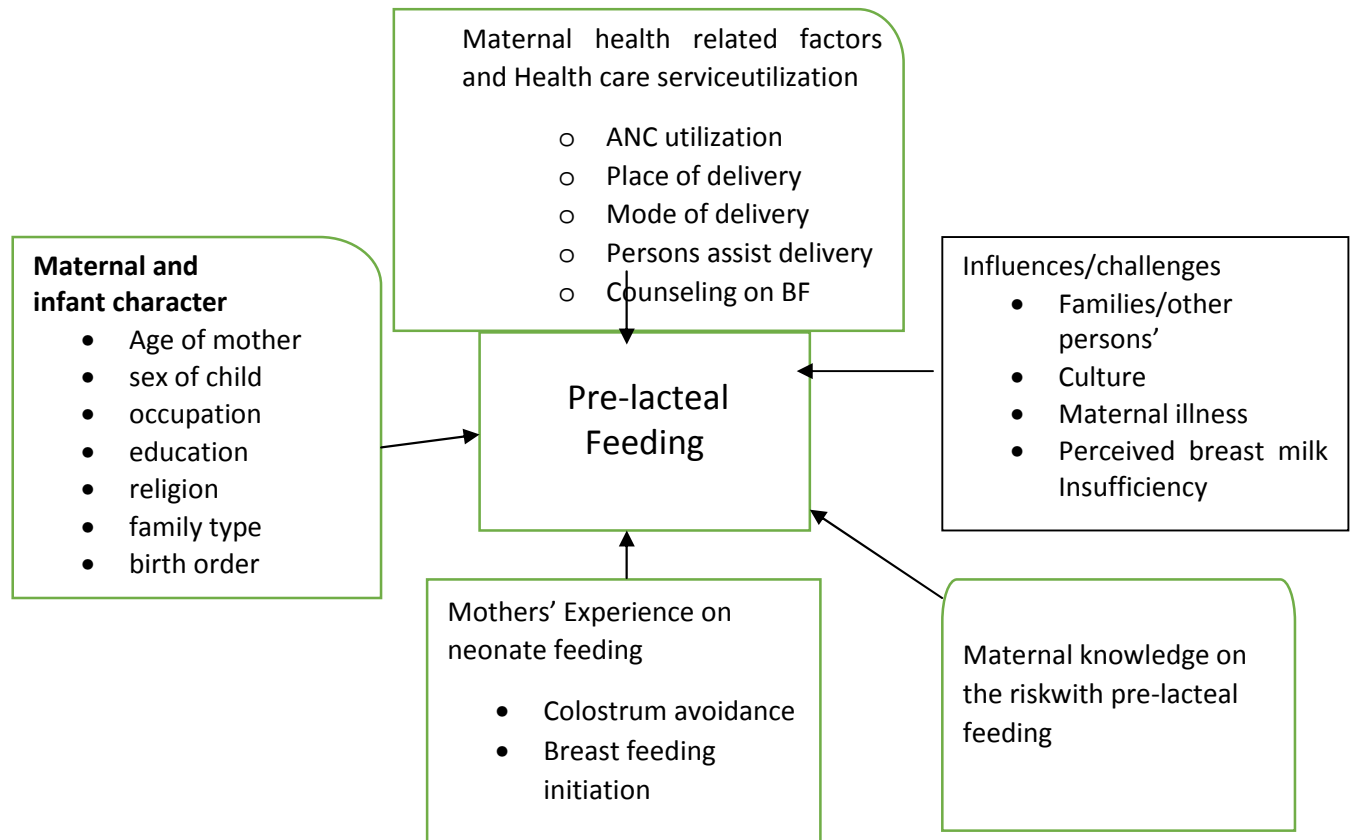 Maternal health related factors
and Health care serviceutilization
o ANC utilization
o Place of delivery
o Mode of delivery
o Persons assist delivery
o Counseling on BF
Maternal and
infant character
• Age of mother
• sex of child
• occupation
• education
• religion
• family type
• birth order
Pre-lacteal
Feeding
Influences/challenges
• Families/other
persons’
• Culture
• Maternal illness
• Perceived breast milk
Insufficiency
Mothers’ Experience on
neonate feeding
• Colostrum avoidance
• Breast feeding
initiation
Maternal knowledge on
the riskwith pre-lacteal
feeding